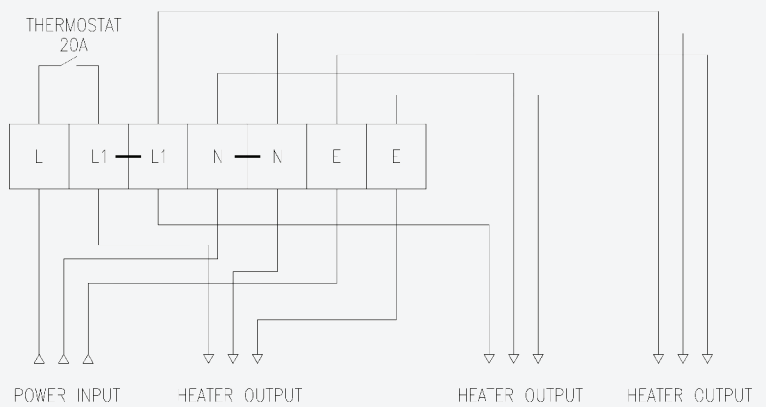 THERMOSTAT
20A
L L1 L1 N N E E
POWER INPUT HEATER OUTPUT HEATER OUTPUT HEATER OUTPUT